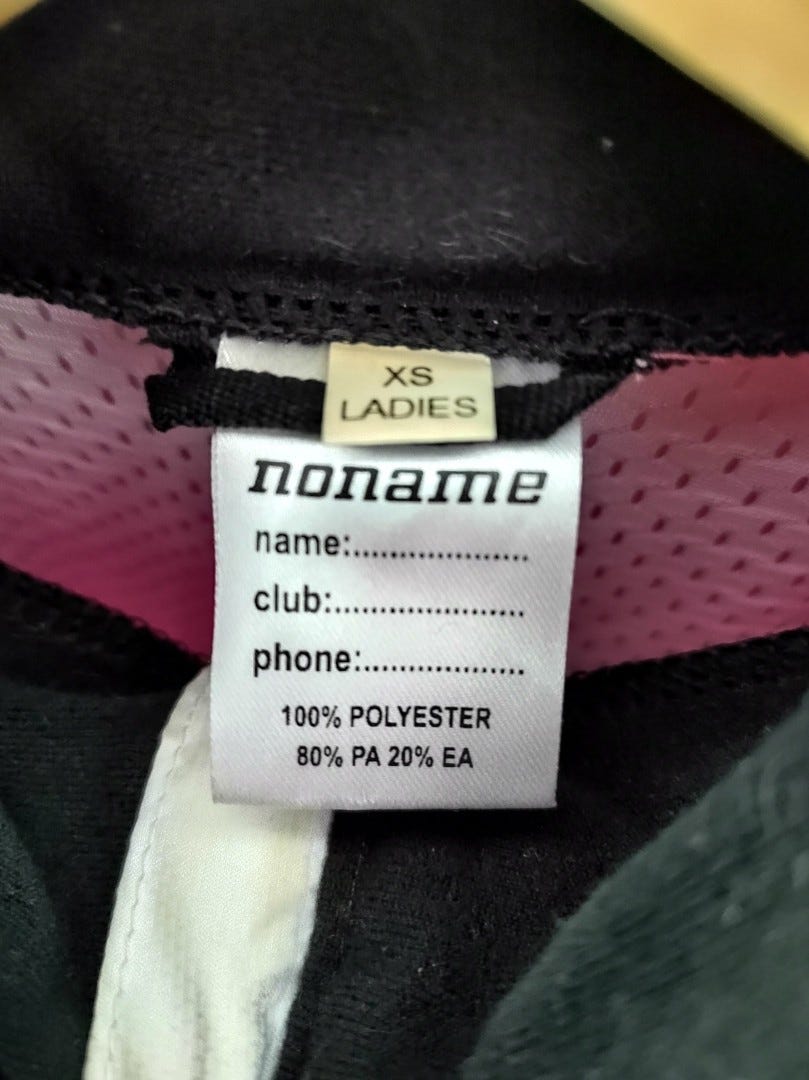 XS
LADIES
noname
name:.....................
club:......................
phone:...................
100% POLYESTER
80% PA 20% EA